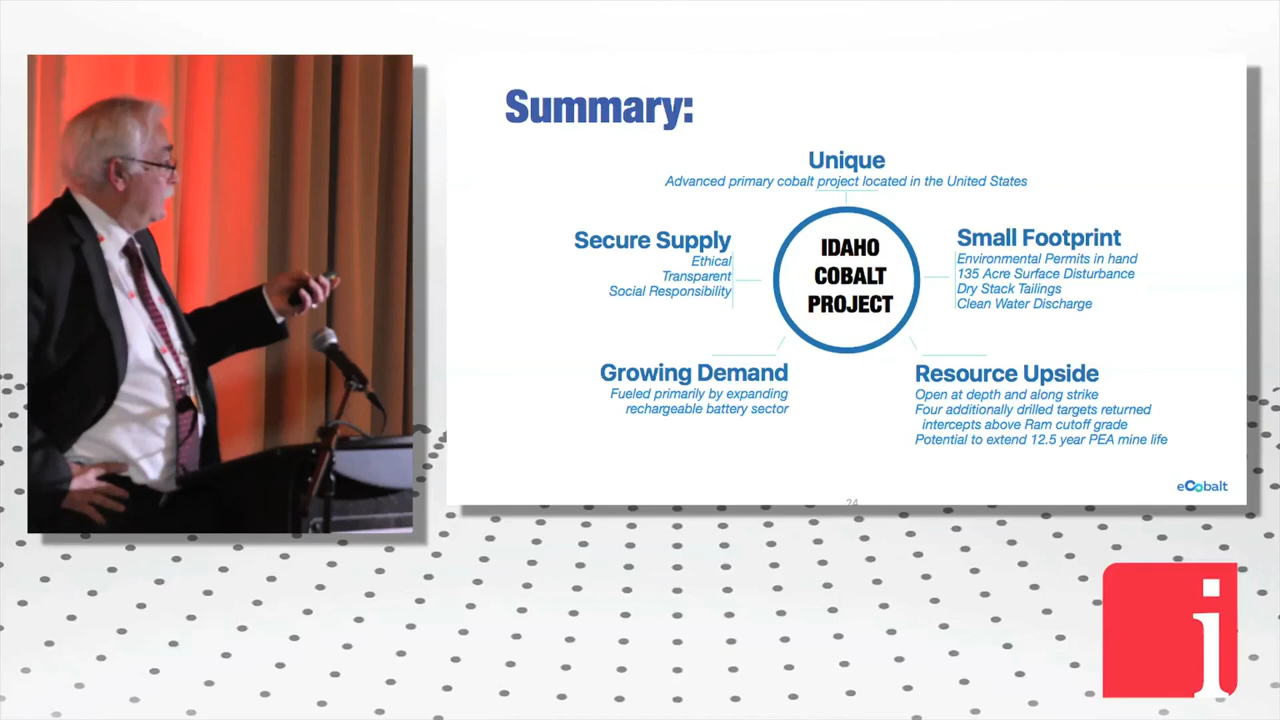 Summary:
Unique
Advanced primary cobalt project located in the United States
Secure Supply
Ethical
Transparent
Social Responsibility
IDAHO
COBALT
PROJECT
Small Footprint
Environmental Permits in hand
135 Acre Surface Disturbance
Dry Stack Tailings
Clean Water Discharge
Growing Demand
Fueled primarily by expanding
rechargeable battery sector
Resource Upside
Open at depth and along strike
Four additionally drilled targets returned
intercepts above Ram cutoff grade
Potential to extend 12.5 year PEA mine life
eCobalt
24
i